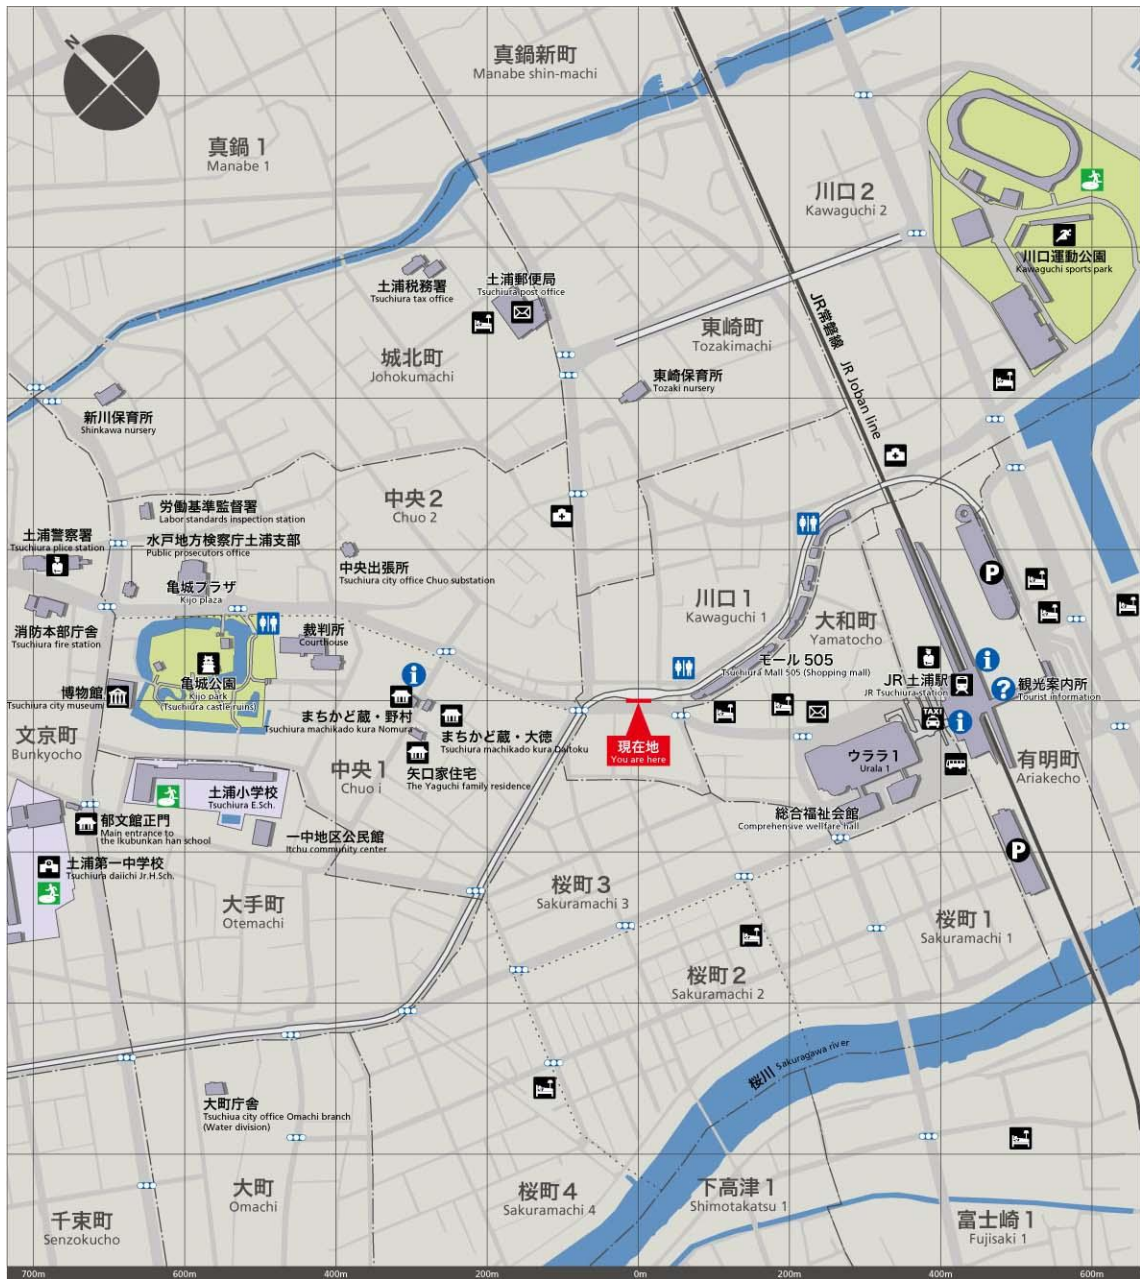 N
真鍋新町
Manabe shin-machi
真鍋 1
Manabe 1
川口 2
Kawaguchi 2
川口運動公園
Kawaguchi sports park
土浦税務署
Tsuchiura tax office
土浦郵便局
Tsuchiura post office
城北町
Johokumachi
東崎町
Tozakimachi
JR常磐線 JR Joban line
東崎保育所
Tozaki nursery
新川保育所
Shinkawa nursery
中央 2
Chuo 2
労働基準監督署
Labor standards inspection station
土浦警察署
Tsuchiura plice station
水戸地方検察庁土浦支部
Public prosecutors office
中央出張所
Tsuchiura city office Chuo substation
亀城プラザ
Kijo plaza
消防本部庁舎
Tsuchiura fire station
裁判所
Courthouse
川口 1
Kawaguchi 1
大和町
Yamatocho
P
モール 505
Tsuchiura Mall 505 (Shopping mall)
JR 土浦駅
JR Tsuchiura station
i
?
観光案内所
Tourist information
TAXI
i
博物館
Tsuchiura city museum
亀城公園
Kijo park
(Tsuchiura castle ruins)
i
まちかど蔵・野村
Tsuchiura machikado kura Nomura
まちかど蔵・大徳
Tsuchiura machikado kura Daitoku
矢口家住宅
The Yaguchi family residence
文京町
Bunkyocho
中央 1
Chuo i
現在地
You are here
ウララ 1
Urala 1
有明町
Ariakecho
土浦小学校
Tsuchiura E.Sch.
総合福祉会館
Comprehensive wellfare hall
郁文館正門
Main entrance to
the Ikubunkan han school
一中地区公民館
Itchu community center
P
土浦第一中学校
Tsuchiura daiichi Jr.H.Sch.
大手町
Otemachi
桜町 3
Sakuramachi 3
桜町 1
Sakuramachi 1
桜町 2
Sakuramachi 2
桜川 Sakuragawa river
大町庁舎
Tsuchiua city office Omachi branch
(Water division)
大町
Omachi
桜町 4
Sakuramachi 4
下高津 1
Shimotakatsu 1
千束町
Senzokucho
富士崎 1
Fujisaki 1
700m 600m 400m 200m 0m 200m 400m 600m